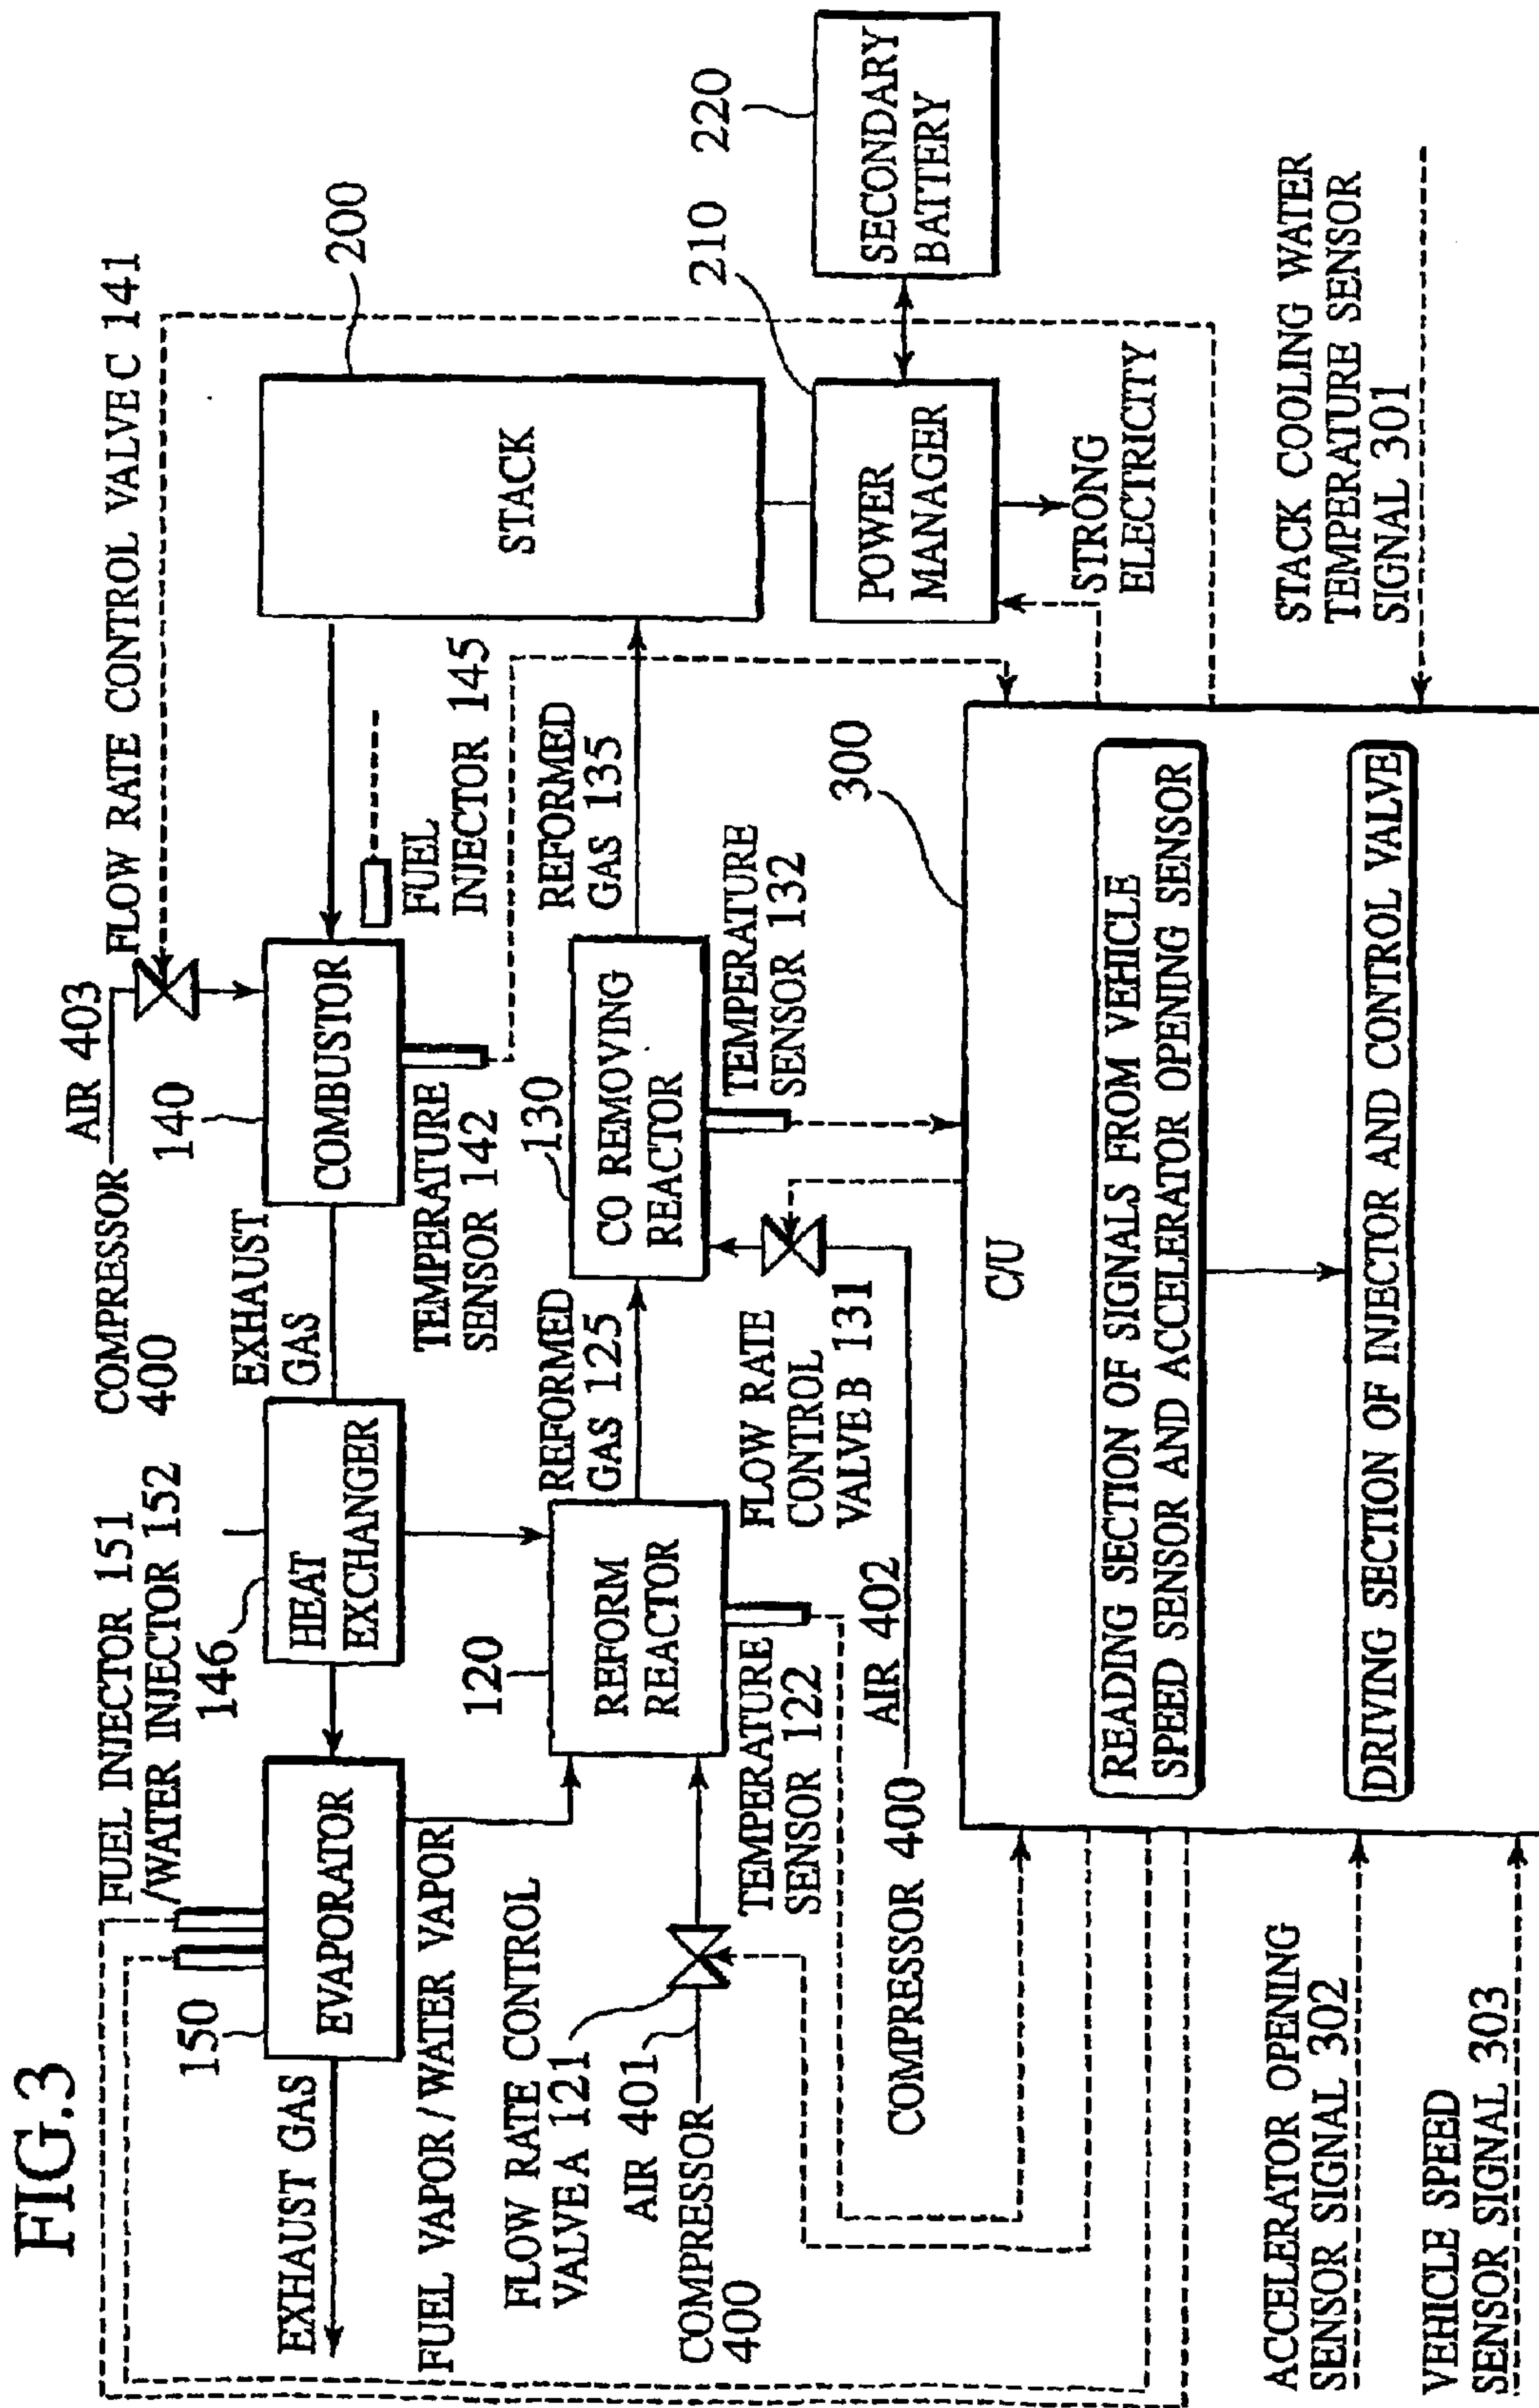 FIG.3
FUEL INJECTOR 151
/WATER INJECTOR 152
COMPRESSOR
400
AIR 403
FLOW RATE CONTROL VALVE C 141
150
146
140
200
EXHAUST GAS
EVAPORATOR
HEAT
EXCHANGER
EXHAUST
GAS
COMBUSTOR
FUEL
INJECTOR 145
STACK
FUEL VAPOR/WATER VAPOR
TEMPERATURE
SENSOR 142
120
130
FLOW RATE CONTROL
VALVE A 121
REFORM
REACTOR
REFORMED
GAS 125
CO REMOVING
REACTOR
REFORMED
GAS 135
AIR 401
COMPRESSOR
400
TEMPERATURE
SENSOR 122
FLOW RATE
CONTROL
VALVE B 131
TEMPERATURE
SENSOR 132
210
220
POWER
MANAGER
SECONDARY
BATTERY
COMPRESSOR 400
AIR 402
300
STRONG
ELECTRICITY
C/U
READING SECTION OF SIGNALS FROM VEHICLE
SPEED SENSOR AND ACCELERATOR OPENING SENSOR
DRIVING SECTION OF INJECTOR AND CONTROL VALVE
ACCELERATOR OPENING
SENSOR SIGNAL 302
STACK COOLING WATER
TEMPERATURE SENSOR
SIGNAL 301
VEHICLE SPEED
SENSOR SIGNAL 303